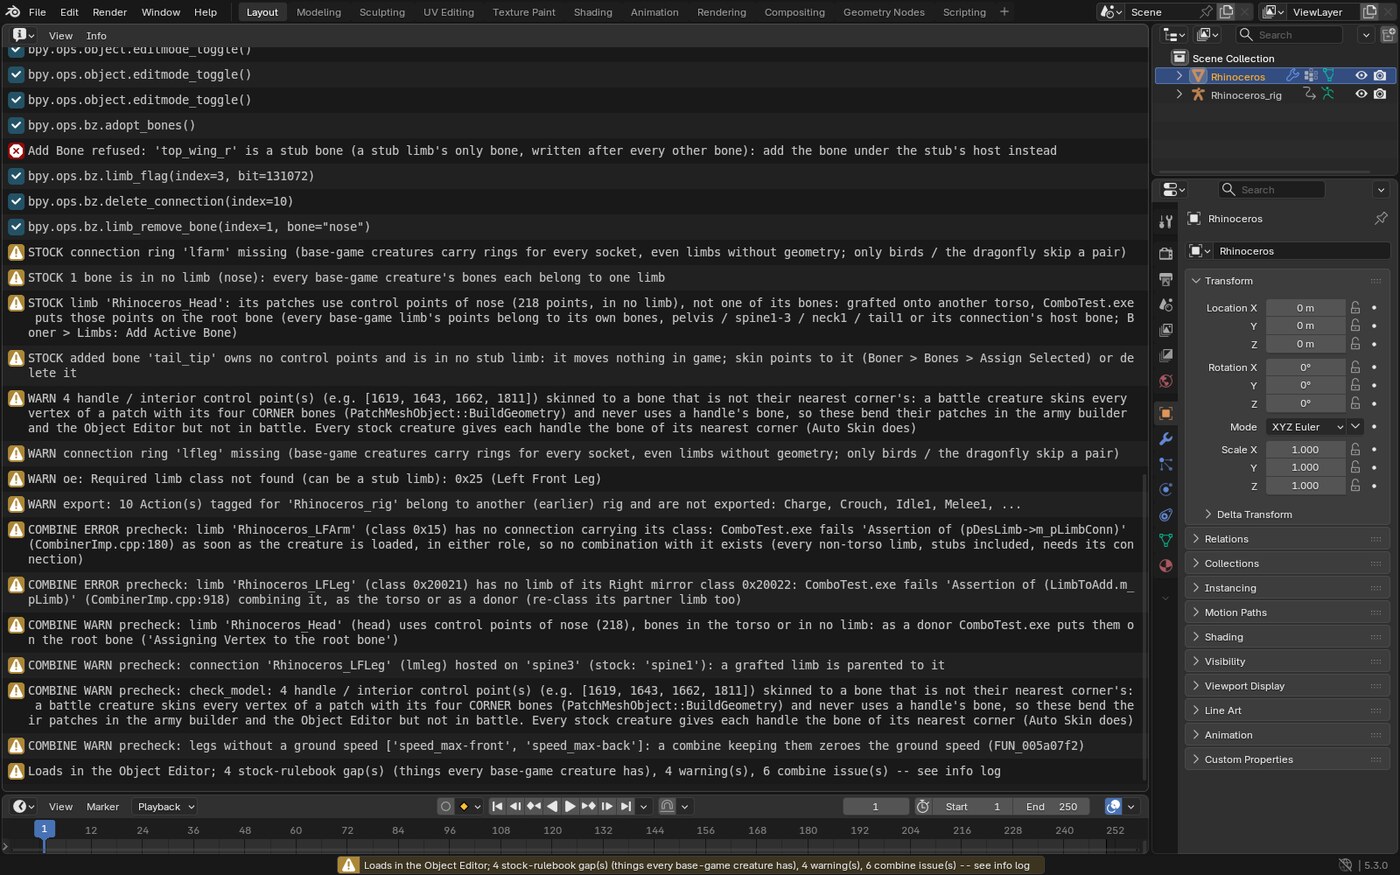 File Edit Render Window Help Layout Modeling Sculpting UV Editing Texture Paint Shading Animation Rendering Compositing Geometry Nodes Scripting + Scene ViewLayer
View Info
bpy.ops.object.editmode_toggle()
bpy.ops.object.editmode_toggle()
bpy.ops.object.editmode_toggle()
bpy.ops.bz.adopt_bones()
Add Bone refused: 'top_wing_r' is a stub bone (a stub limb's only bone, written after every other bone): add the bone under the stub's host instead
bpy.ops.bz.limb_flag(index=3, bit=131072)
bpy.ops.bz.delete_connection(index=10)
bpy.ops.bz.limb_remove_bone(index=1, bone="nose")
STOCK connection ring 'lfarm' missing (base-game creatures carry rings for every socket, even limbs without geometry; only birds / the dragonfly skip a pair)
STOCK 1 bone is in no limb (nose): every base-game creature's bones each belong to one limb
STOCK limb 'Rhinoceros_Head': its patches use control points of nose (218 points, in no limb), not one of its bones: grafted onto another torso, ComboTest.exe
puts those points on the root bone (every base-game limb's points belong to its own bones, pelvis / spine1-3 / neck1 / tail1 or its connection's host bone; B
oner > Limbs: Add Active Bone)
STOCK added bone 'tail_tip' owns no control points and is in no stub limb: it moves nothing in game; skin points to it (Boner > Bones > Assign Selected) or de
lete it
WARN 4 handle / interior control point(s) (e.g. [1619, 1643, 1662, 1811]) skinned to a bone that is not their nearest corner's: a battle creature skins every
vertex of a patch with its four CORNER bones (PatchMeshObject::BuildGeometry) and never uses a handle's bone, so these bend their patches in the army builder
and the Object Editor but not in battle. Every stock creature gives each handle the bone of its nearest corner (Auto Skin does)
WARN connection ring 'lfleg' missing (base-game creatures carry rings for every socket, even limbs without geometry; only birds / the dragonfly skip a pair)
WARN oe: Required limb class not found (can be a stub limb): 0x25 (Left Front Leg)
WARN export: 10 Action(s) tagged for 'Rhinoceros_rig' belong to another (earlier) rig and are not exported: Charge, Crouch, Idle1, Melee1, ...
COMBINE ERROR precheck: limb 'Rhinoceros_LFArm' (class 0x15) has no connection carrying its class: ComboTest.exe fails 'Assertion of (pDesLimb->m_pLimbConn)'
(CombinerImp.cpp:180) as soon as the creature is loaded, in either role, so no combination with it exists (every non-torso limb, stubs included, needs its con
nection)
COMBINE ERROR precheck: limb 'Rhinoceros_LFLeg' (class 0x20021) has no limb of its Right mirror class 0x20022: ComboTest.exe fails 'Assertion of (LimbToAdd.m_
pLimb)' (CombinerImp.cpp:918) combining it, as the torso or as a donor (re-class its partner limb too)
COMBINE WARN precheck: limb 'Rhinoceros_Head' (head) uses control points of nose (218), bones in the torso or in no limb: as a donor ComboTest.exe puts them o
n the root bone ('Assigning Vertex to the root bone')
COMBINE WARN precheck: connection 'Rhinoceros_LFLeg' (lmleg) hosted on 'spine3' (stock: 'spine1'): a grafted limb is parented to it
COMBINE WARN precheck: check_model: 4 handle / interior control point(s) (e.g. [1619, 1643, 1662, 1811]) skinned to a bone that is not their nearest corner's:
a battle creature skins every vertex of a patch with its four CORNER bones (PatchMeshObject::BuildGeometry) and never uses a handle's bone, so these bend the
ir patches in the army builder and the Object Editor but not in battle. Every stock creature gives each handle the bone of its nearest corner (Auto Skin does)
COMBINE WARN precheck: legs without a ground speed ['speed_max-front', 'speed_max-back']: a combine keeping them zeroes the ground speed (FUN_005a07f2)
Loads in the Object Editor; 4 stock-rulebook gap(s) (things every base-game creature has), 4 warning(s), 6 combine issue(s) -- see info log
Search
Scene Collection
Rhinoceros
Rhinoceros_rig
Search
Rhinoceros
Rhinoceros
Transform
Location X 0 m
Y 0 m
Z 0 m
Rotation X 0°
Y 0°
Z 0°
Mode XYZ Euler
Scale X 1.000
Y 1.000
Z 1.000
Delta Transform
Relations
Collections
Instancing
Motion Paths
Shading
Visibility
Viewport Display
Line Art
Animation
Custom Properties
View Marker Playback 1 Start 1 End 250
1 12 24 36 48 60 72 84 96 108 120 132 144 156 168 180 192 204 216 228 240 252
Loads in the Object Editor; 4 stock-rulebook gap(s) (things every base-game creature has), 4 warning(s), 6 combine issue(s) -- see info log
5.3.0